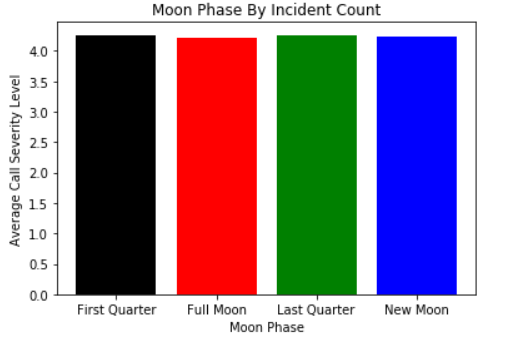 Moon Phase By Incident Count
Average Call Severity Level
4.0
3.5
3.0
2.5
2.0
1.5
1.0
0.5
0.0
First Quarter
Full Moon
Last Quarter
New Moon
Moon Phase